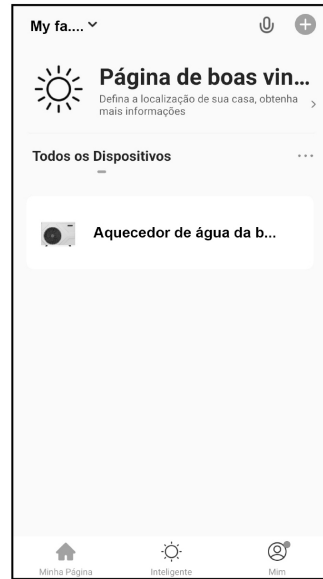 My fa....
Página de boas vin...
Defina a localização de sua casa, obtenha
mais informações
Todos os Dispositivos
Aquecedor de água da b...
Minha Página
Inteligente
Mim